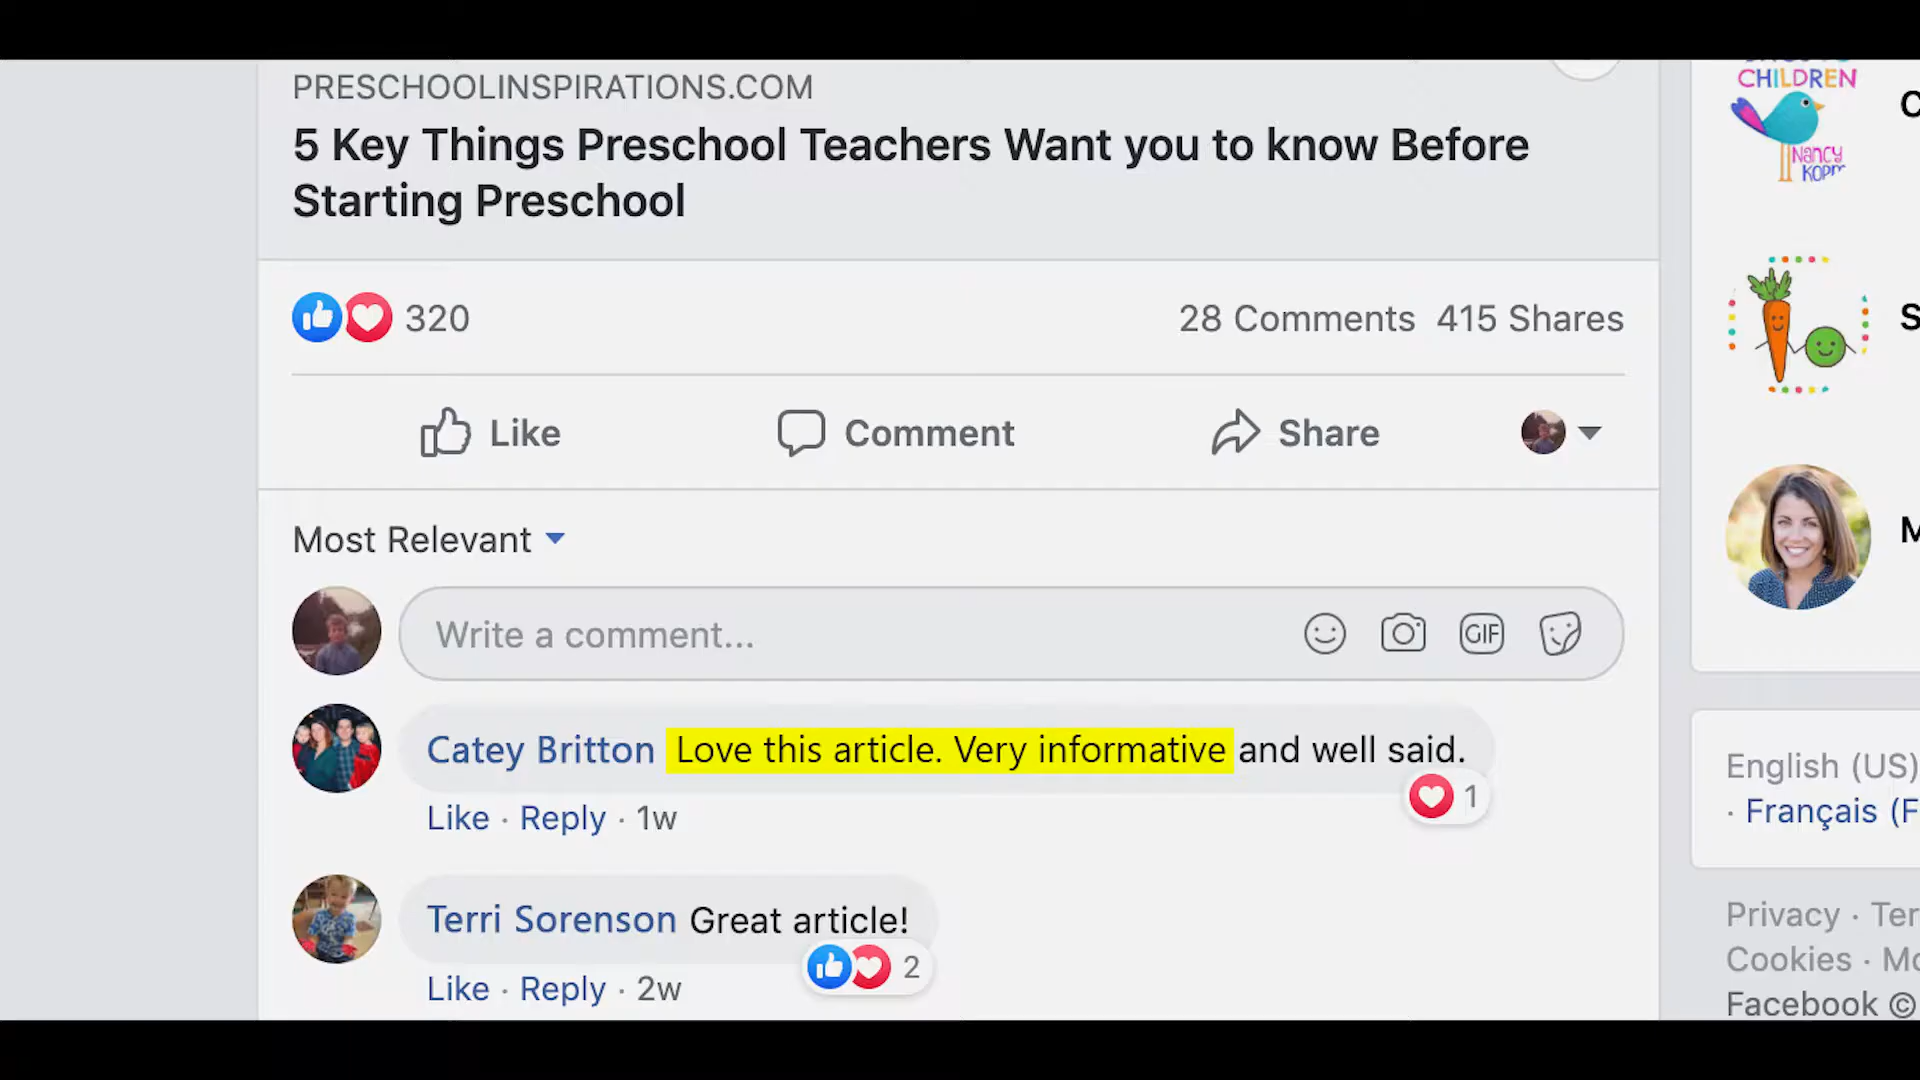 PRESCHOOLINSPIRATIONS.COM
5 Key Things Preschool Teachers Want you to know Before
Starting Preschool
320
28 Comments 415 Shares
Like
Comment
Share
Most Relevant
Write a comment...
GIF
Catey Britton Love this article. Very informative and well said.
1
Like · Reply · 1w
Terri Sorenson Great article!
2
Like · Reply · 2w
CHILDREN
NANCY
English (US)
· Français (F
Privacy ·
Cookies ·
Facebook ©